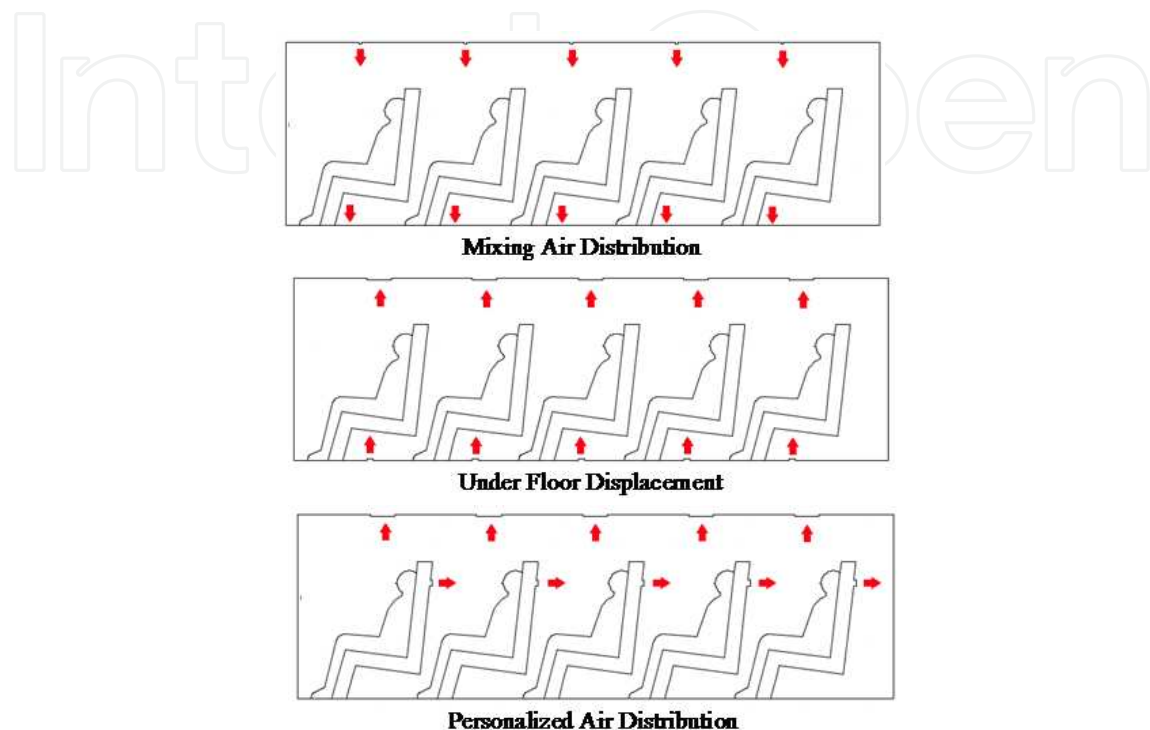 IntechOpen
Mixing Air Distribution
Under Floor Displacement
Personalized Air Distribution